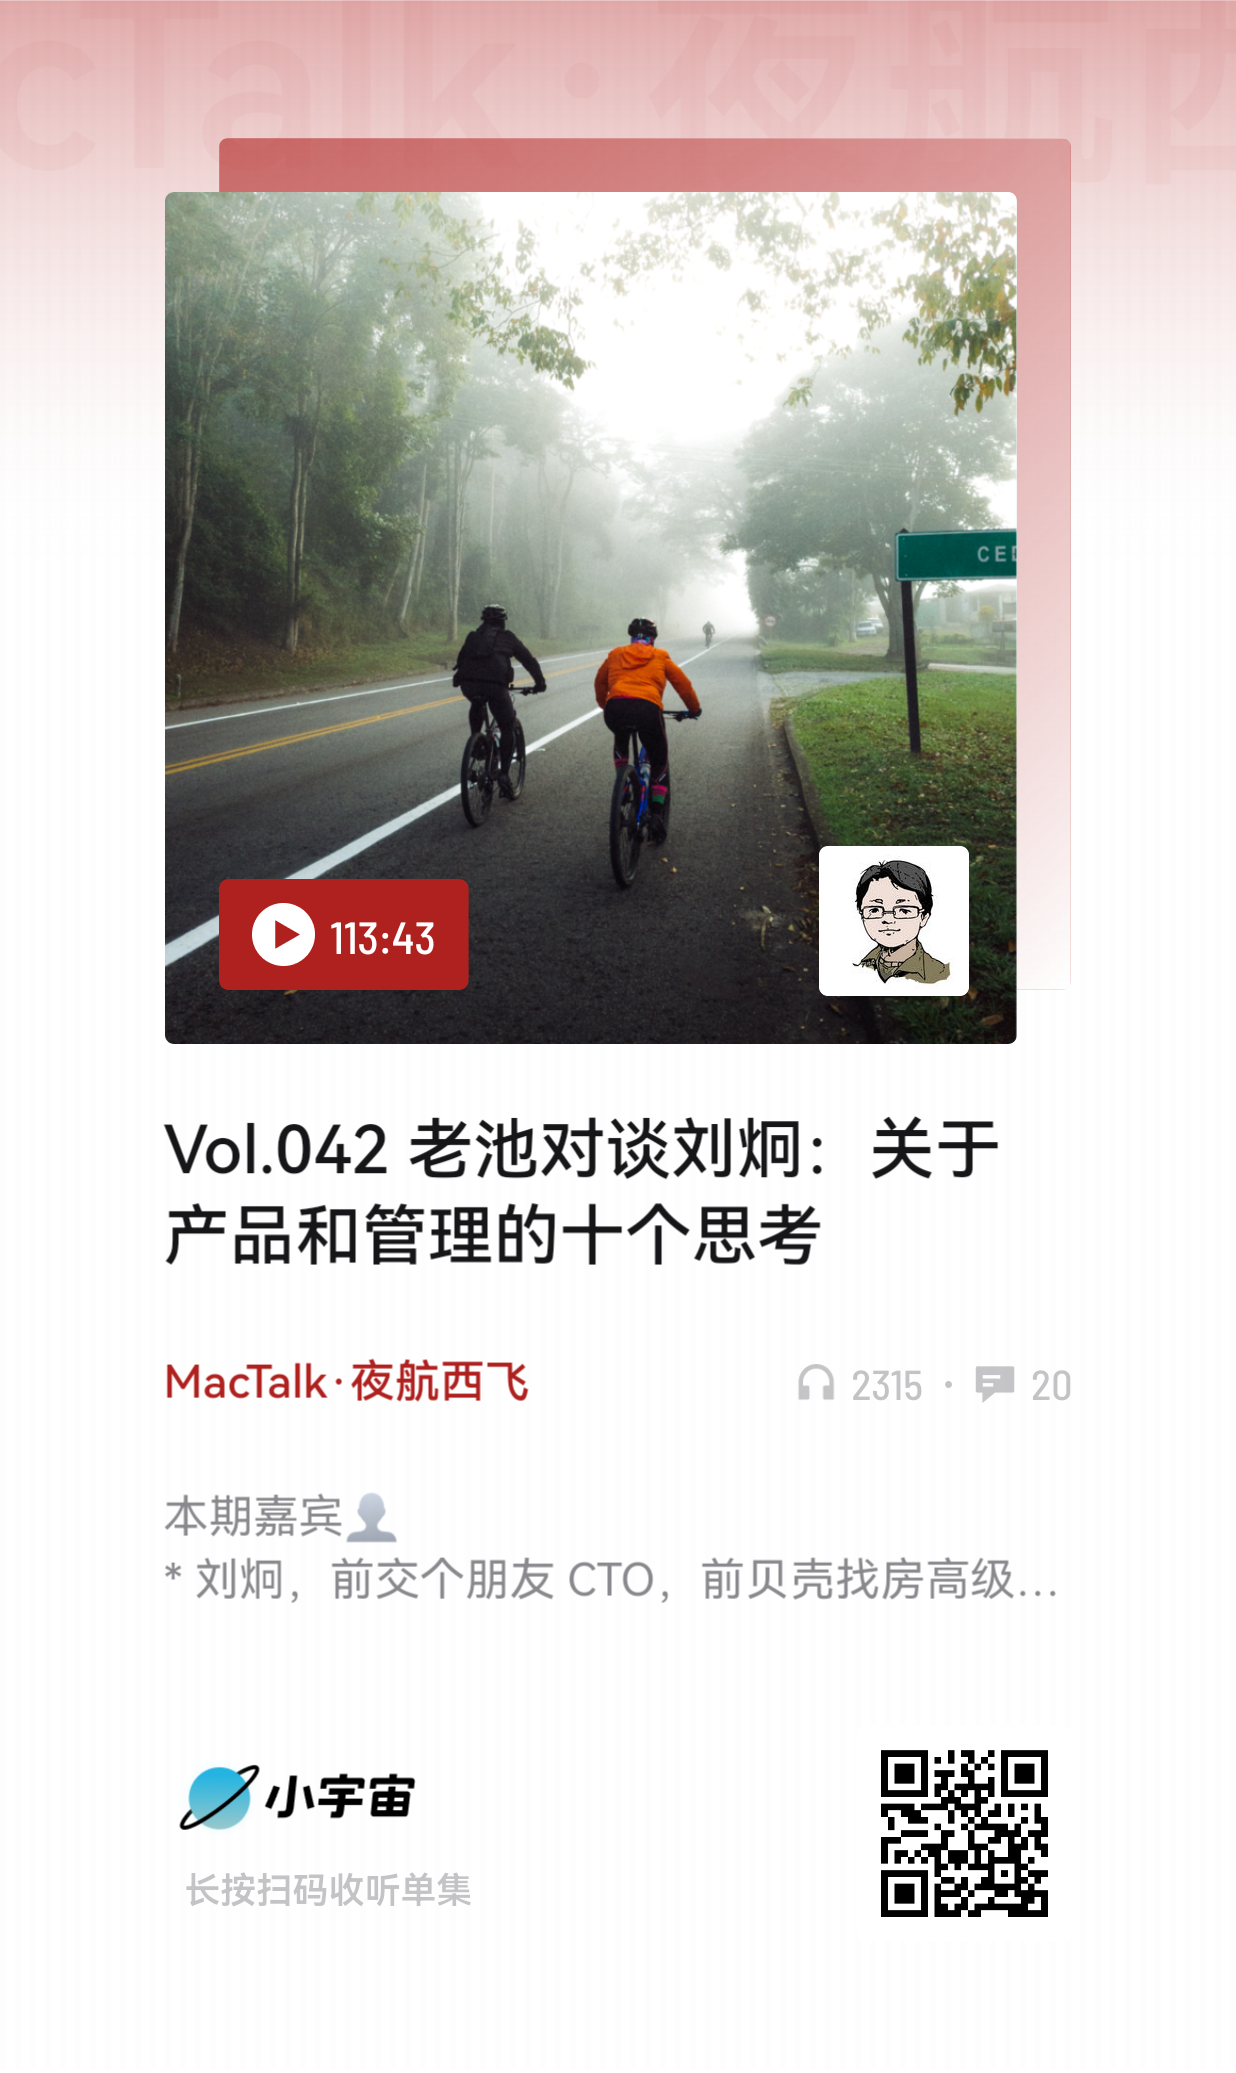 cTalk·夜航西
CED
113:43
Vol.042 老池对谈刘炯：关于
产品和管理的十个思考
MacTalk·夜航西飞
2315 · 20
本期嘉宾👤
* 刘炯，前交个朋友 CTO，前贝壳找房高级...
小宇宙
长按扫码收听单集